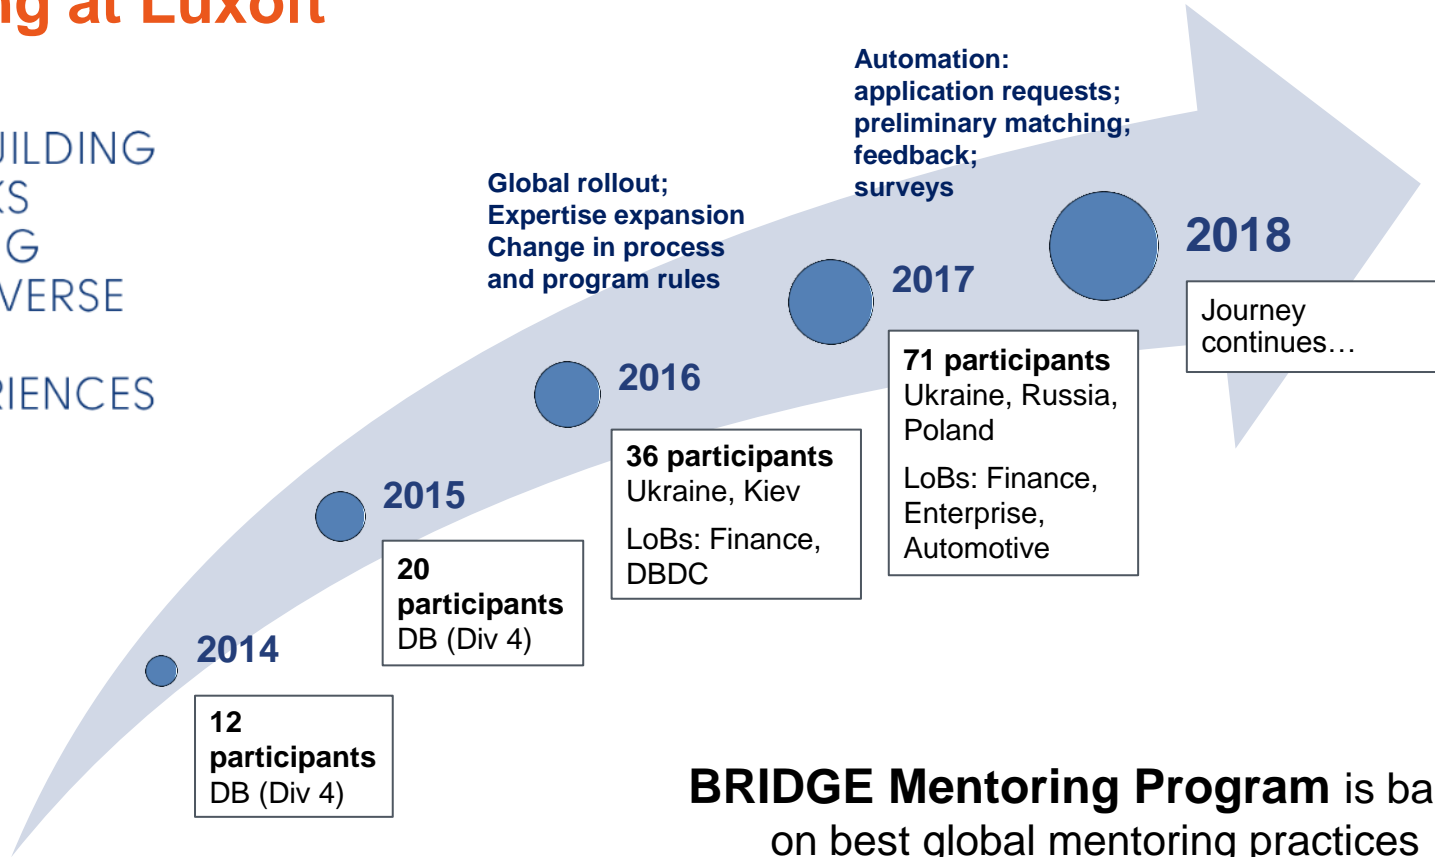 ng at Luxoft
UILDING
KS
G
VERSE
RIENCES
Automation:
application requests;
preliminary matching;
feedback;
surveys
Global rollout;
Expertise expansion
Change in process
and program rules
2018
Journey
continues…
2017
71 participants
Ukraine, Russia,
Poland
LoBs: Finance,
Enterprise,
Automotive
2016
36 participants
Ukraine, Kiev
LoBs: Finance,
DBDC
2015
20
participants
DB (Div 4)
2014
12
participants
DB (Div 4)
BRIDGE Mentoring Program is ba
on best global mentoring practices